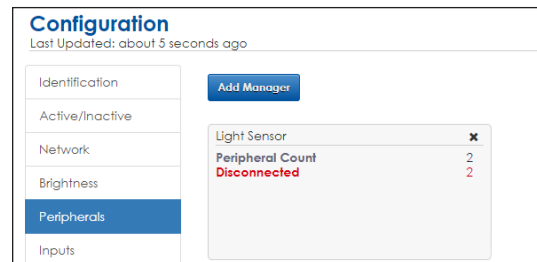 Configuration
Last Updated: about 5 seconds ago
Identification
Active/Inactive
Network
Brightness
Peripherals
Inputs
Add Manager
Light Sensor ✖
Peripheral Count 2
Disconnected 2